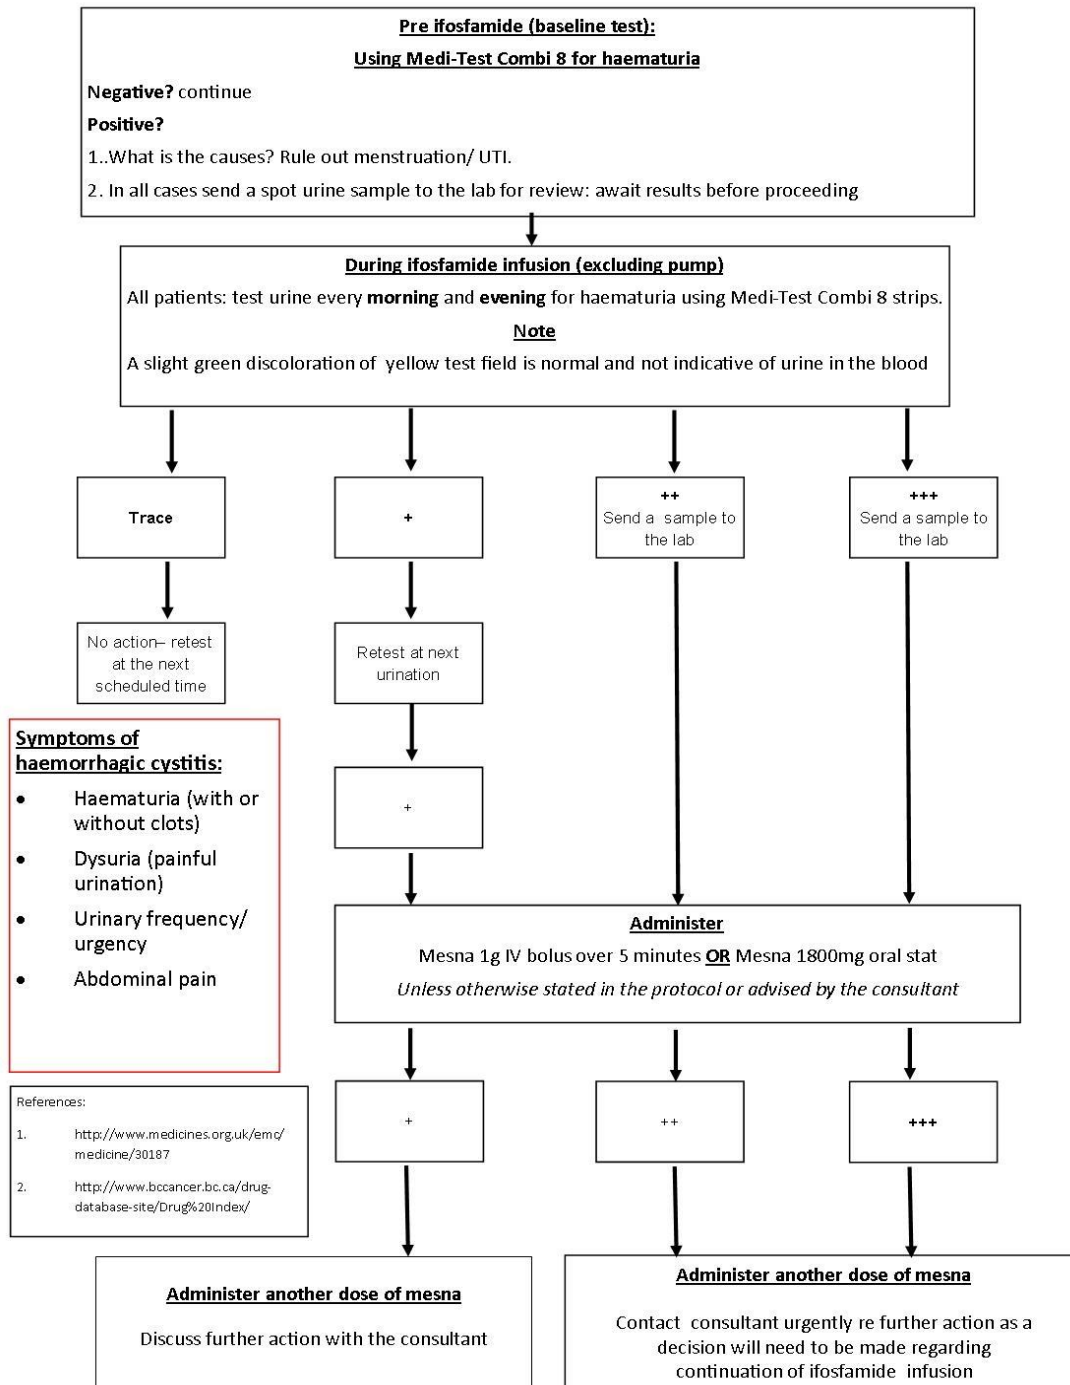 Pre ifosfamide (baseline test):
Using Medi-Test Combi 8 for haematuria
Negative? continue
Positive?
1..What is the causes? Rule out menstruation/ UTI.
2. In all cases send a spot urine sample to the lab for review: await results before proceeding
During ifosfamide infusion (excluding pump)
All patients: test urine every morning and evening for haematuria using Medi-Test Combi 8 strips.
Note
A slight green discoloration of yellow test field is normal and not indicative of urine in the blood
Trace
+
++
Send a sample to
the lab
+++
Send a sample to
the lab
No action– retest
at the next
scheduled time
Retest at next
urination
Symptoms of
haemorrhagic cystitis:
• Haematuria (with or
without clots)
• Dysuria (painful
urination)
• Urinary frequency/
urgency
• Abdominal pain
+
Administer
Mesna 1g IV bolus over 5 minutes OR Mesna 1800mg oral stat
Unless otherwise stated in the protocol or advised by the consultant
+
++
+++
References:
1. http://www.medicines.org.uk/emc/
medicine/30187
2. http://www.bccancer.bc.ca/drug-
database-site/Drug%20Index/
Administer another dose of mesna
Discuss further action with the consultant
Administer another dose of mesna
Contact consultant urgently re further action as a
decision will need to be made regarding
continuation of ifosfamide infusion